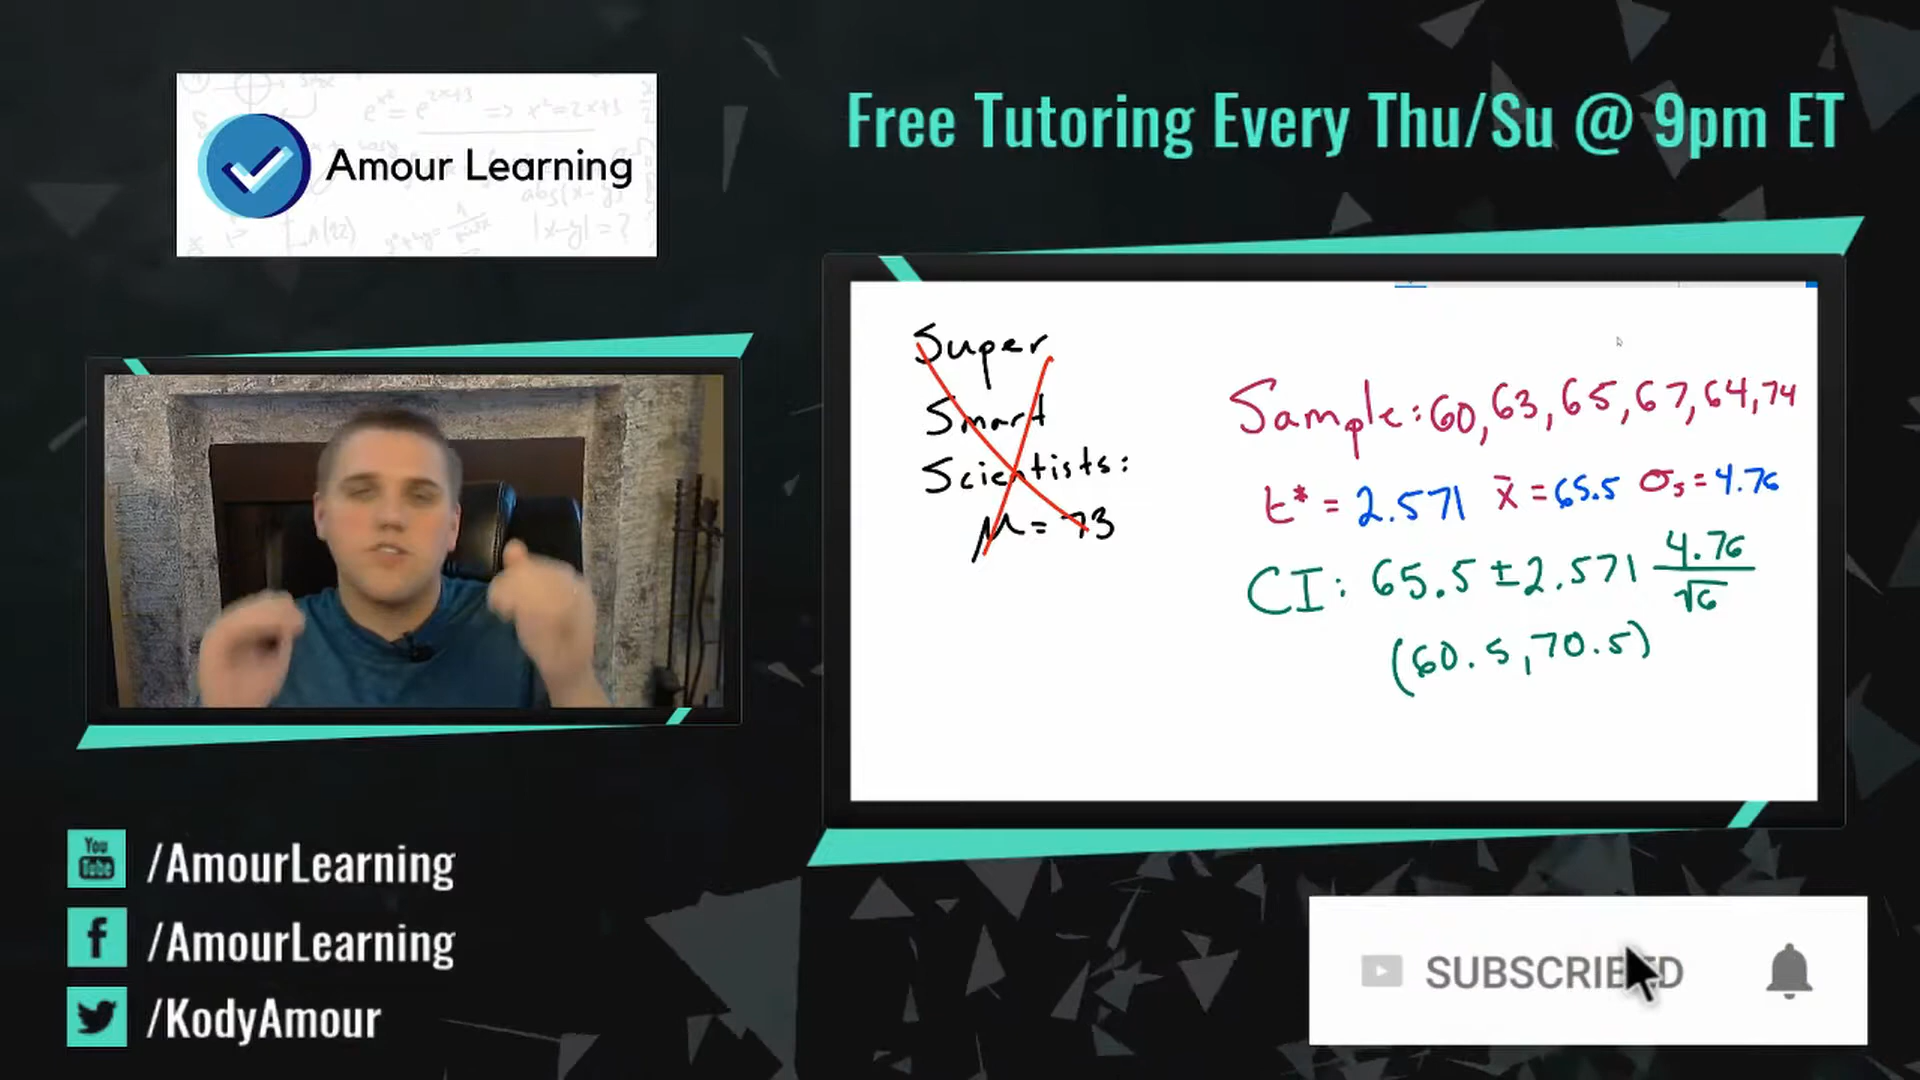 Amour Learning
Free Tutoring Every Thu/Su @ 9pm ET
Super
Smart
Scientists:
μ = 73
Sample: 60, 63, 65, 67, 64, 74
t* = 2.571 x̄ = 65.5 σs = 4.76
CI: 65.5 ± 2.571 4.76/√6
(60.5, 70.5)
You
Tube
/AmourLearning
f
/AmourLearning
/KodyAmour
SUBSCRIBED